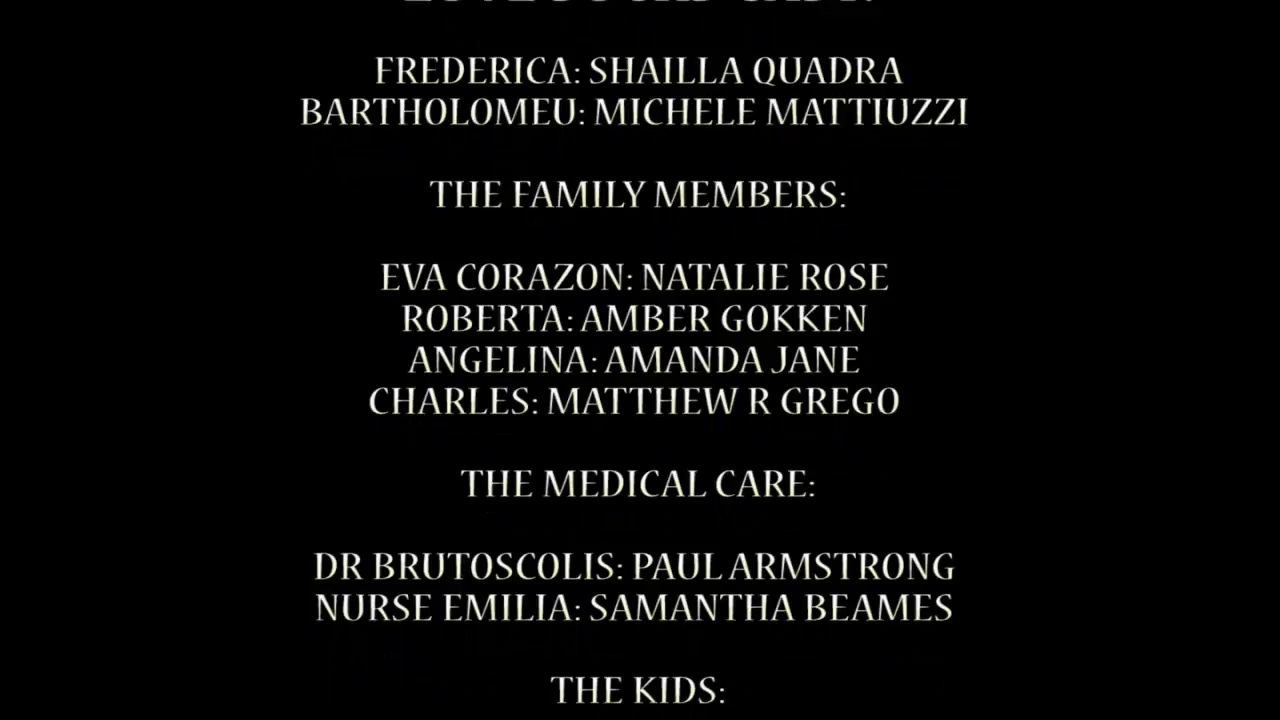 FREDERICA: SHAILLA QUADRA
BARTHOLOMEU: MICHELE MATTIUZZI
THE FAMILY MEMBERS:
EVA CORAZON: NATALIE ROSE
ROBERTA: AMBER GOKKEN
ANGELINA: AMANDA JANE
CHARLES: MATTHEW R GREGO
THE MEDICAL CARE:
DR BRUTOSCOLIS: PAUL ARMSTRONG
NURSE EMILIA: SAMANTHA BEAMES
THE KIDS: